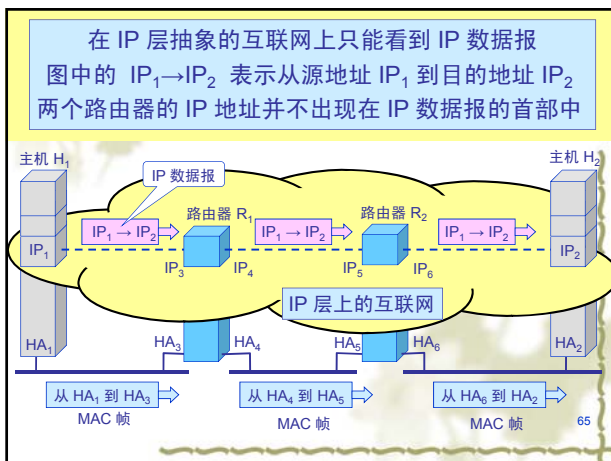 在 IP 层抽象的互联网上只能看到 IP 数据报
图中的 IP₁→IP₂ 表示从源地址 IP₁ 到目的地址 IP₂
两个路由器的 IP 地址并不出现在 IP 数据报的首部中
主机 H₁
主机 H₂
IP 数据报
路由器 R₁
路由器 R₂
IP₁ → IP₂
IP₁ → IP₂
IP₁ → IP₂
IP₁
IP₂
IP₃
IP₄
IP₅
IP₆
IP 层上的互联网
HA₁
HA₃
HA₄
HA₅
HA₆
HA₂
从 HA₁ 到 HA₃
从 HA₄ 到 HA₅
从 HA₆ 到 HA₂
MAC 帧
MAC 帧
MAC 帧
65